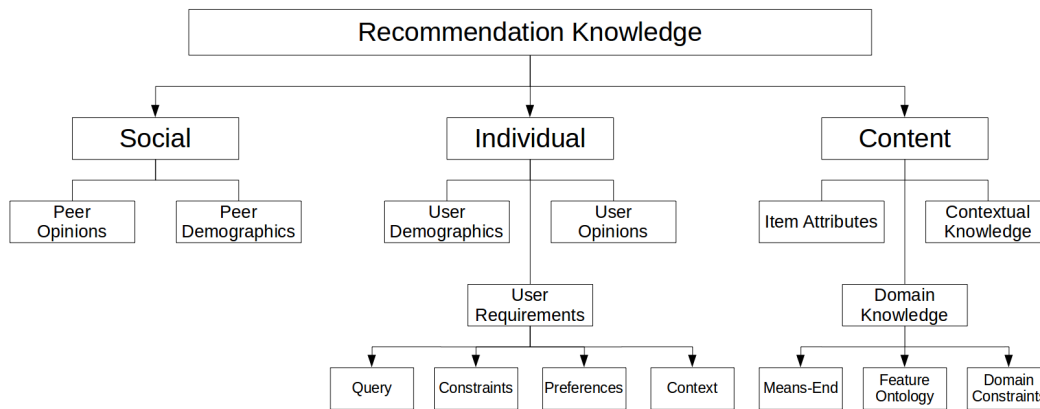 Recommendation Knowledge
Social
Individual
Content
Peer
Opinions
Peer
Demographics
User
Demographics
User
Opinions
Item Attributes
Contextual
Knowledge
User
Requirements
Domain
Knowledge
Query
Constraints
Preferences
Context
Means-End
Feature
Ontology
Domain
Constraints